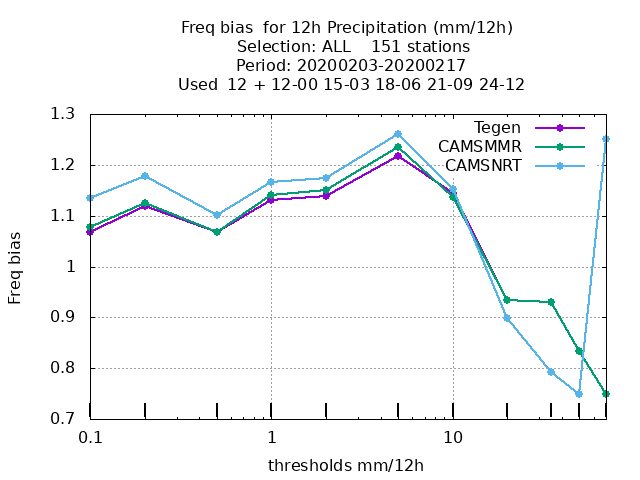 Freq bias  for 12h Precipitation (mm/12h)
Selection: ALL    151 stations
Period: 20200203-20200217
Used  12 + 12-00 15-03 18-06 21-09 24-12
1.3
1.2
1.1
1
0.9
0.8
0.7
Freq bias
Tegen
CAMSMMR
CAMSNRT
0.1
1
10
thresholds mm/12h